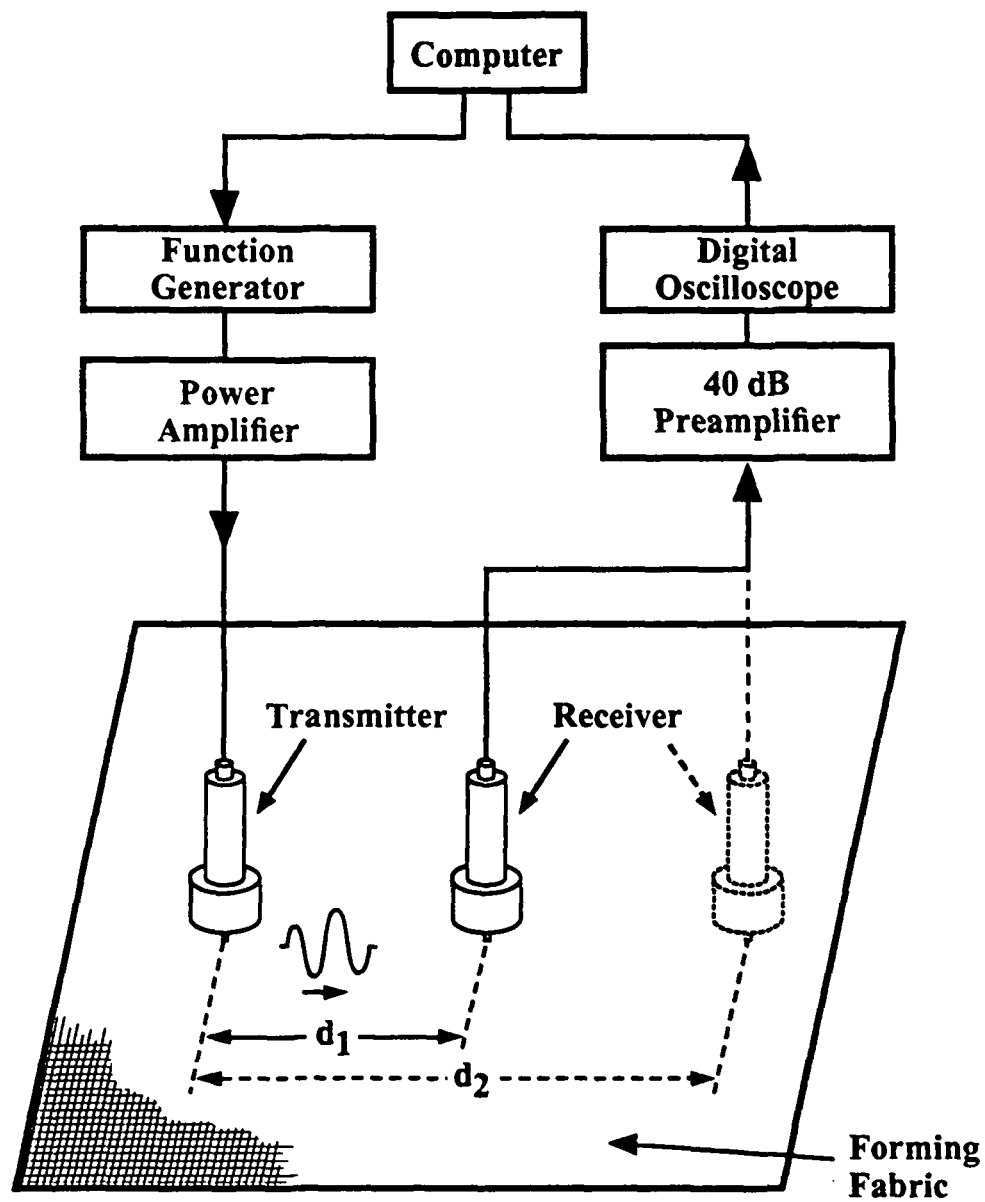 Computer
Function
Generator
Digital
Oscilloscope
Power
Amplifier
40 dB
Preamplifier
Transmitter
Receiver
d1
d2
Forming
Fabric